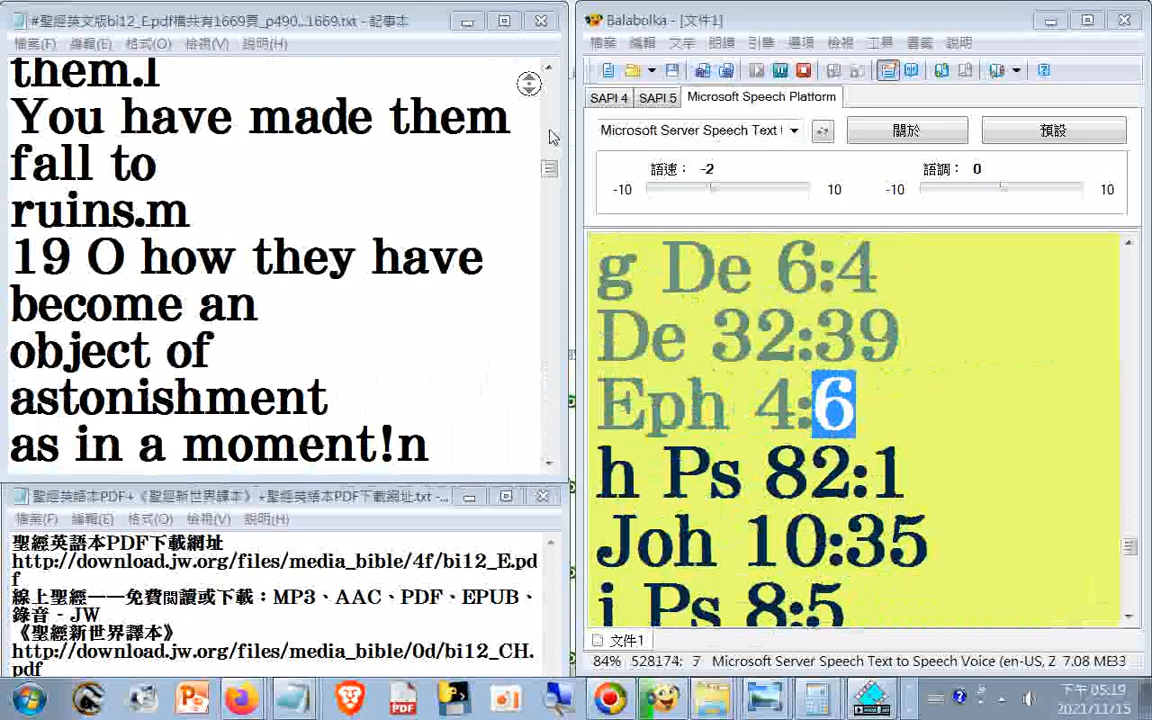 #聖經英文版bi12_E.pdf檔共有1669頁_p490,...1669.txt - 記事本
檔案(F) 編輯(E) 格式(O) 檢視(V) 說明(H)
them.l
You have made them
fall to
ruins.m
19 O how they have
become an
object of
astonishment
as in a moment!n
聖經英語本PDF+《聖經新世界譯本》+聖經英語本PDF下載網址.txt - ...
檔案(F) 編輯(E) 格式(O) 檢視(V) 說明(H)
聖經英語本PDF下載網址
http://download.jw.org/files/media_bible/4f/bi12_E.pd
f
線上聖經——免費閱讀或下載：MP3、AAC、PDF、EPUB、
錄音 - JW
《聖經新世界譯本》
http://download.jw.org/files/media_bible/0d/bi12_CH.
pdf
Balabolka - [文件1]
檔案 編輯 文字 朗讀 引擎 選項 檢視 工具 書籤 說明
SAPI 4 SAPI 5 Microsoft Speech Platform
Microsoft Server Speech Text 關於 預設
語速： -2 語調： 0
-10 10 -10 10
g De 6:4
De 32:39
Eph 4:6
h Ps 82:1
Joh 10:35
i Ps 8:5
文件1
84% 528174: 7 Microsoft Server Speech Text to Speech Voice (en-US, Z 7.08 MB33
下午 05:19
2021/11/15